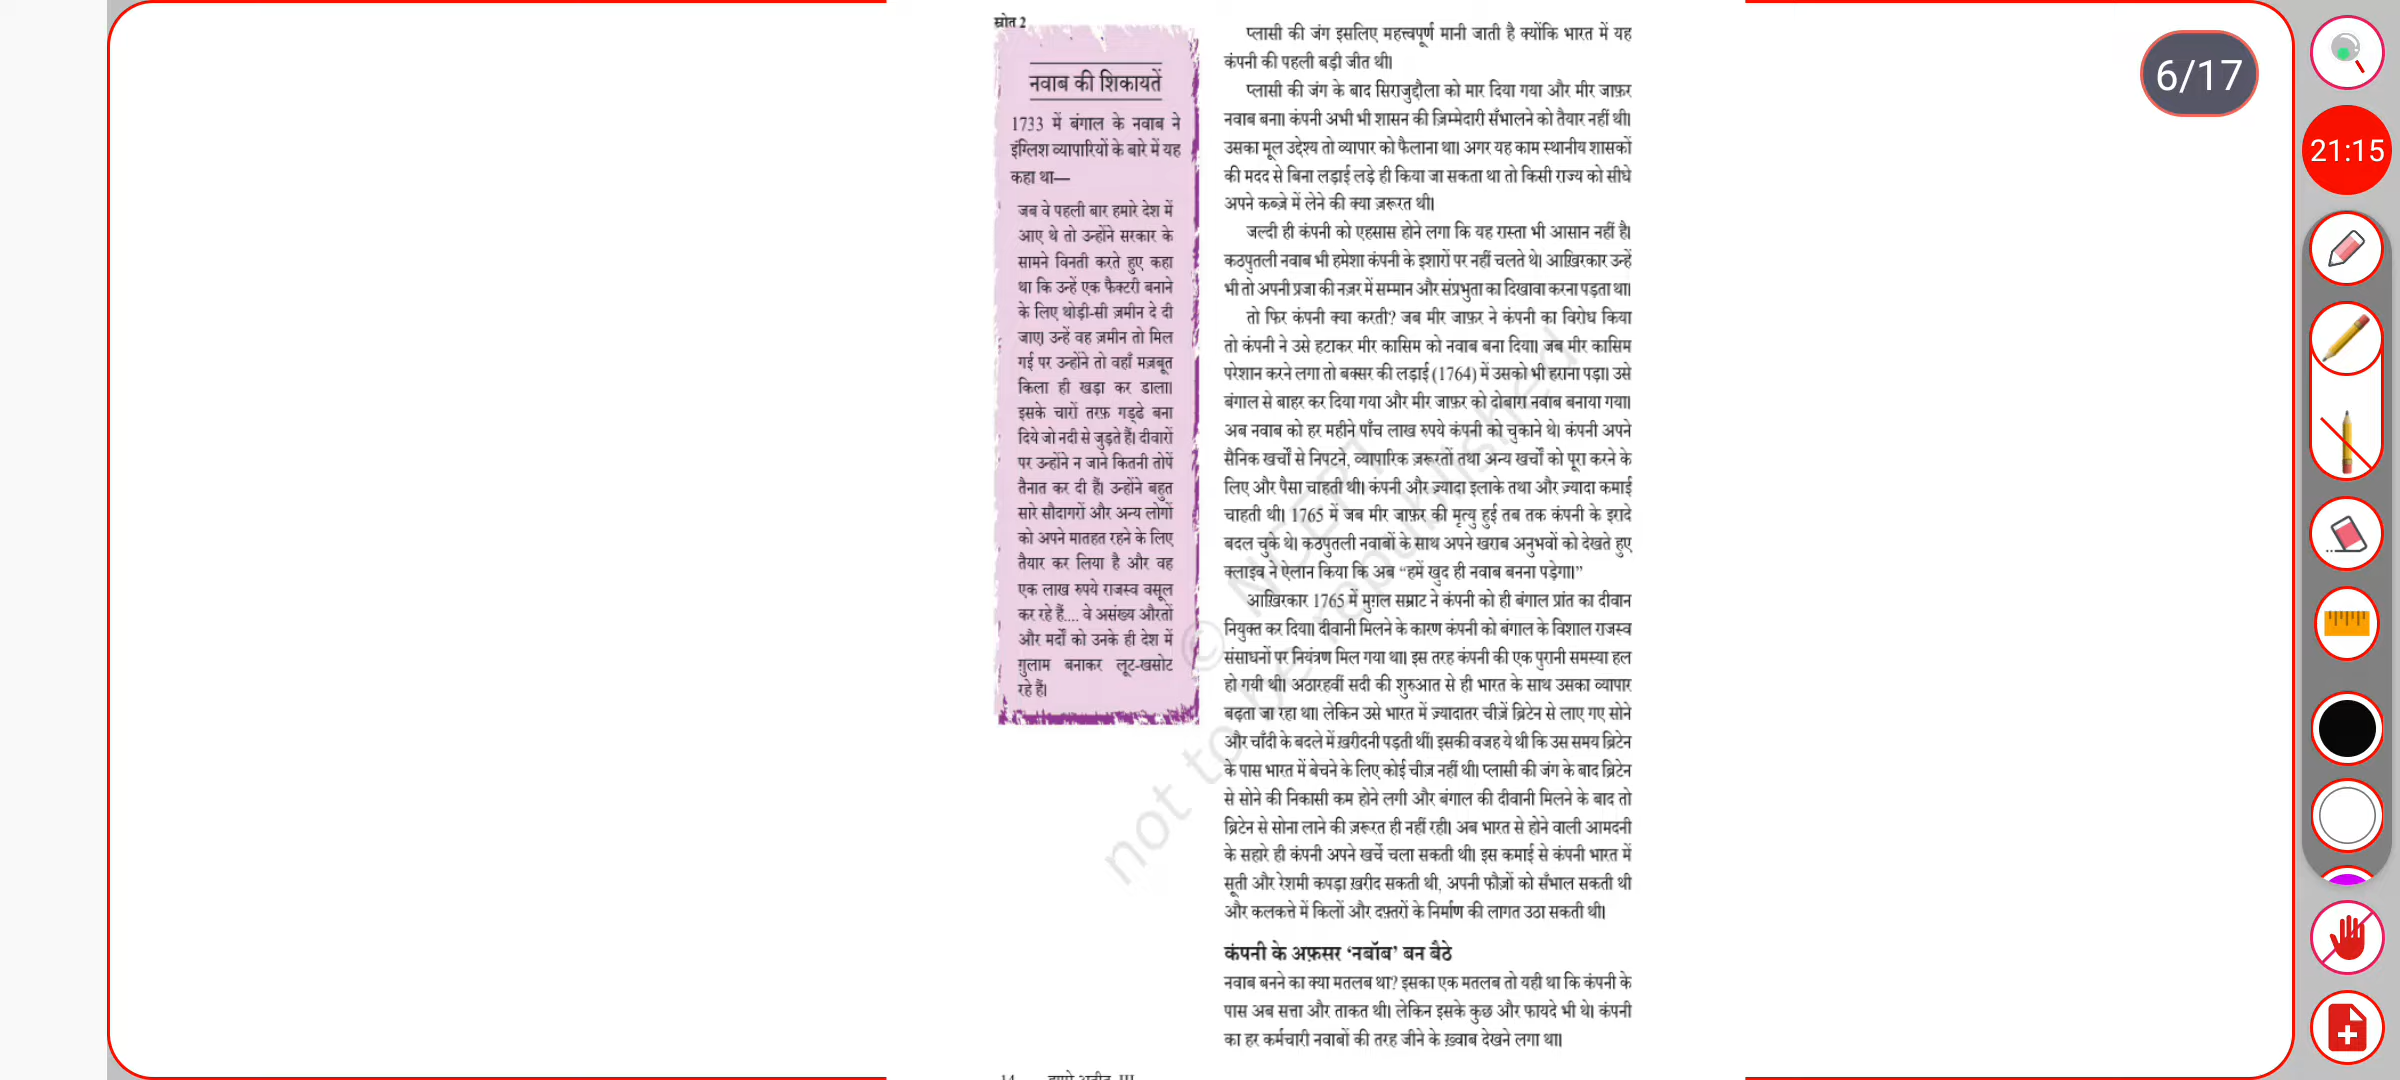 स्रोत 2
नवाब की शिकायतें
1733 में बंगाल के नवाब ने
इंग्लिश व्यापारियों के बारे में यह
कहा था—
जब वे पहली बार हमारे देश में
आए थे तो उन्होंने सरकार के
सामने विनती करते हुए कहा
था कि उन्हें एक फैक्टरी बनाने
के लिए थोड़ी-सी ज़मीन दे दी
जाए। उन्हें वह ज़मीन तो मिल
गई पर उन्होंने तो वहाँ मज़बूत
किला ही खड़ा कर डाला।
इसके चारों तरफ़ गड्ढे बना
दिये जो नदी से जुड़ते हैं। दीवारों
पर उन्होंने न जाने कितनी तोपें
तैनात कर दी हैं। उन्होंने बहुत
सारे सौदागरों और अन्य लोगों
को अपने मातहत रहने के लिए
तैयार कर लिया है और वह
एक लाख रुपये राजस्व वसूल
कर रहे हैं.... वे असंख्य औरतों
और मर्दों को उनके ही देश में
ग़ुलाम बनाकर लूट-खसोट
रहे हैं।
प्लासी की जंग इसलिए महत्त्वपूर्ण मानी जाती है क्योंकि भारत में यह
कंपनी की पहली बड़ी जीत थी।
प्लासी की जंग के बाद सिराजुद्दौला को मार दिया गया और मीर जाफ़र
नवाब बना। कंपनी अभी भी शासन की ज़िम्मेदारी सँभालने को तैयार नहीं थी।
उसका मूल उद्देश्य तो व्यापार को फैलाना था। अगर यह काम स्थानीय शासकों
की मदद से बिना लड़ाई लड़े ही किया जा सकता था तो किसी राज्य को सीधे
अपने कब्ज़े में लेने की क्या ज़रूरत थी।
जल्दी ही कंपनी को एहसास होने लगा कि यह रास्ता भी आसान नहीं है।
कठपुतली नवाब भी हमेशा कंपनी के इशारों पर नहीं चलते थे। आख़िरकार उन्हें
भी तो अपनी प्रजा की नज़र में सम्मान और संप्रभुता का दिखावा करना पड़ता था।
तो फिर कंपनी क्या करती? जब मीर जाफ़र ने कंपनी का विरोध किया
तो कंपनी ने उसे हटाकर मीर कासिम को नवाब बना दिया। जब मीर कासिम
परेशान करने लगा तो बक्सर की लड़ाई (1764) में उसको भी हराना पड़ा। उसे
बंगाल से बाहर कर दिया गया और मीर जाफ़र को दोबारा नवाब बनाया गया।
अब नवाब को हर महीने पाँच लाख रुपये कंपनी को चुकाने थे। कंपनी अपने
सैनिक खर्चों से निपटने, व्यापारिक ज़रूरतों तथा अन्य खर्चों को पूरा करने के
लिए और पैसा चाहती थी। कंपनी और ज़्यादा इलाके तथा और ज़्यादा कमाई
चाहती थी। 1765 में जब मीर जाफ़र की मृत्यु हुई तब तक कंपनी के इरादे
बदल चुके थे। कठपुतली नवाबों के साथ अपने खराब अनुभवों को देखते हुए
क्लाइव ने ऐलान किया कि अब “हमें खुद ही नवाब बनना पड़ेगा।”
आख़िरकार 1765 में मुग़ल सम्राट ने कंपनी को ही बंगाल प्रांत का दीवान
नियुक्त कर दिया। दीवानी मिलने के कारण कंपनी को बंगाल के विशाल राजस्व
संसाधनों पर नियंत्रण मिल गया था। इस तरह कंपनी की एक पुरानी समस्या हल
हो गयी थी। अठारहवीं सदी की शुरुआत से ही भारत के साथ उसका व्यापार
बढ़ता जा रहा था। लेकिन उसे भारत में ज़्यादातर चीज़ें ब्रिटेन से लाए गए सोने
और चाँदी के बदले में ख़रीदनी पड़ती थीं। इसकी वजह ये थी कि उस समय ब्रिटेन
के पास भारत में बेचने के लिए कोई चीज़ नहीं थी। प्लासी की जंग के बाद ब्रिटेन
से सोने की निकासी कम होने लगी और बंगाल की दीवानी मिलने के बाद तो
ब्रिटेन से सोना लाने की ज़रूरत ही नहीं रही। अब भारत से होने वाली आमदनी
के सहारे ही कंपनी अपने खर्चे चला सकती थी। इस कमाई से कंपनी भारत में
सूती और रेशमी कपड़ा ख़रीद सकती थी, अपनी फौज़ों को सँभाल सकती थी
और कलकत्ते में किलों और दफ़्तरों के निर्माण की लागत उठा सकती थी।
कंपनी के अफ़सर ‘नबॉब’ बन बैठे
नवाब बनने का क्या मतलब था? इसका एक मतलब तो यही था कि कंपनी के
पास अब सत्ता और ताकत थी। लेकिन इसके कुछ और फायदे भी थे। कंपनी
का हर कर्मचारी नवाबों की तरह जीने के ख़्वाब देखने लगा था।
© NCERT
not to be republished
6/17
21:15